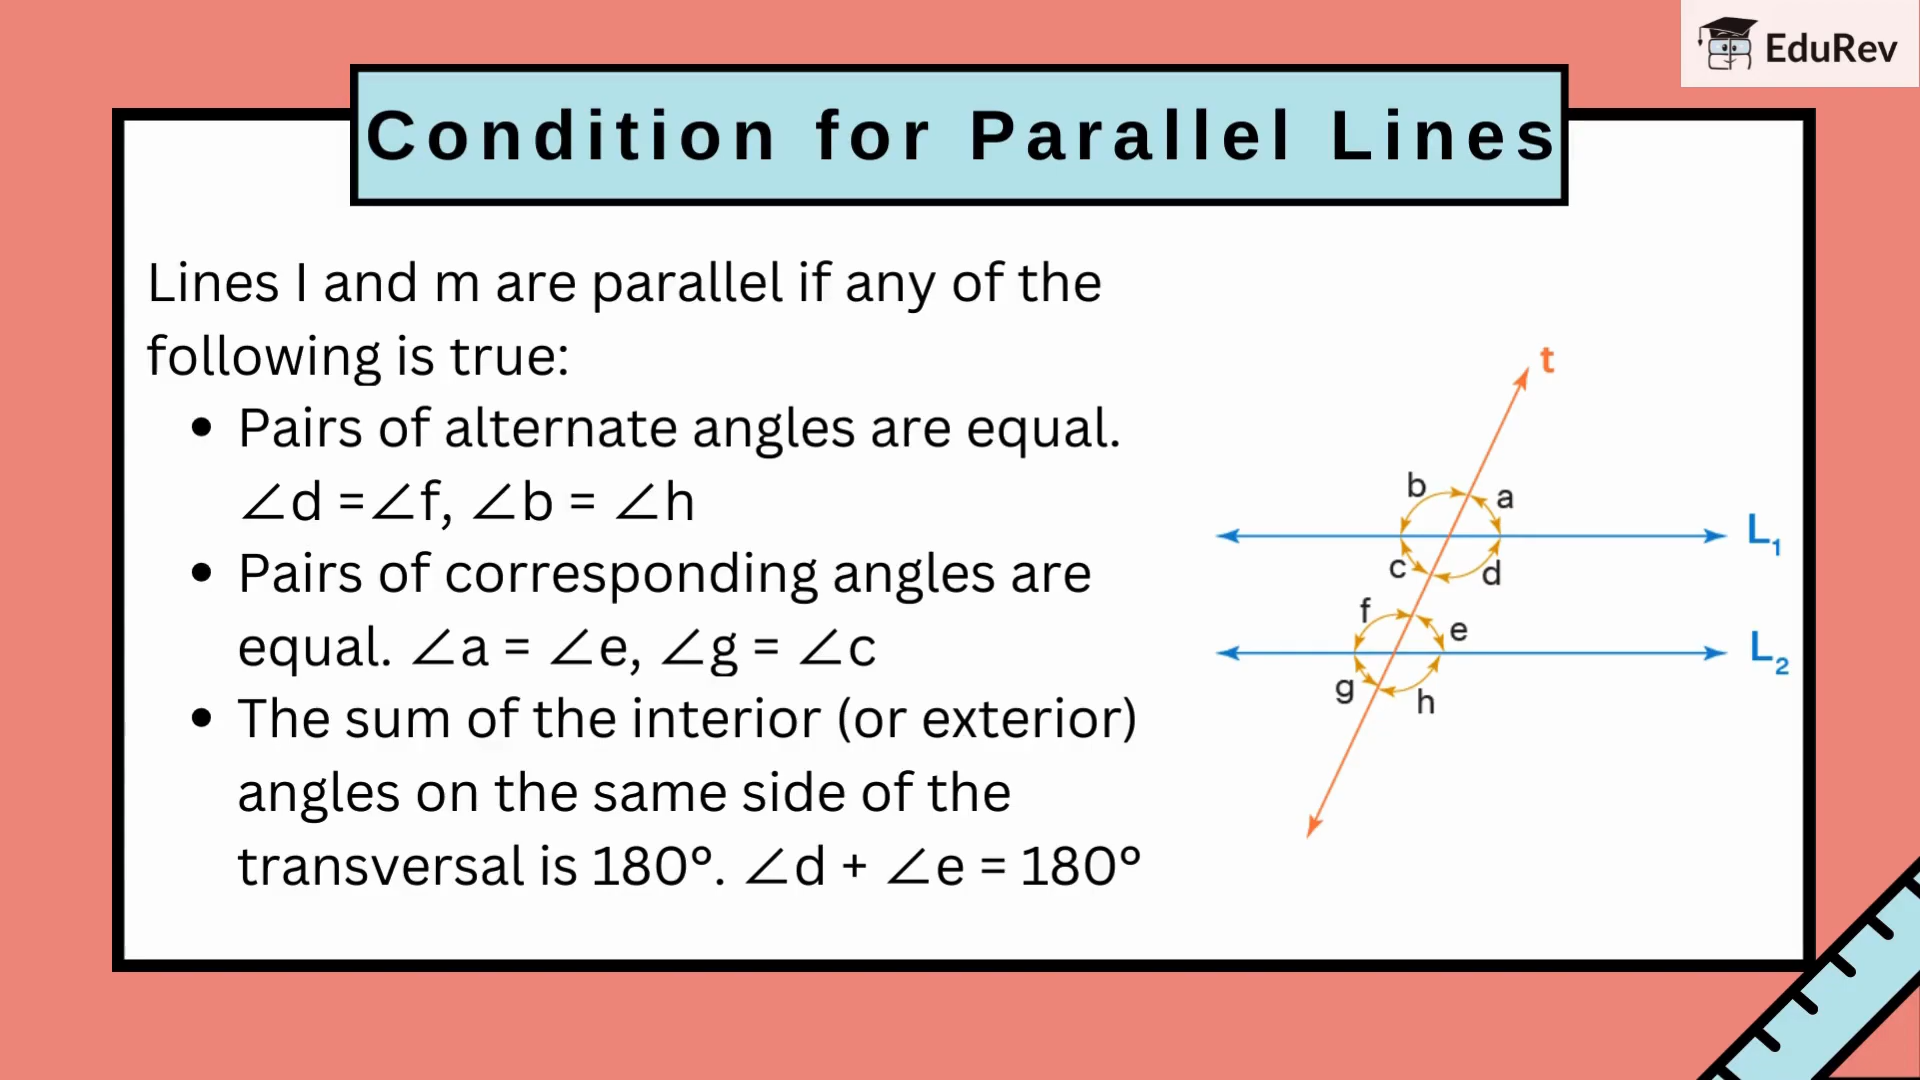 EduRev
Condition for Parallel Lines
Lines l and m are parallel if any of the
following is true:
• Pairs of alternate angles are equal.
∠d =∠f, ∠b = ∠h
• Pairs of corresponding angles are
equal. ∠a = ∠e, ∠g = ∠c
• The sum of the interior (or exterior)
angles on the same side of the
transversal is 180°. ∠d + ∠e = 180°
t
b a
L₁
c d
f e
L₂
g h